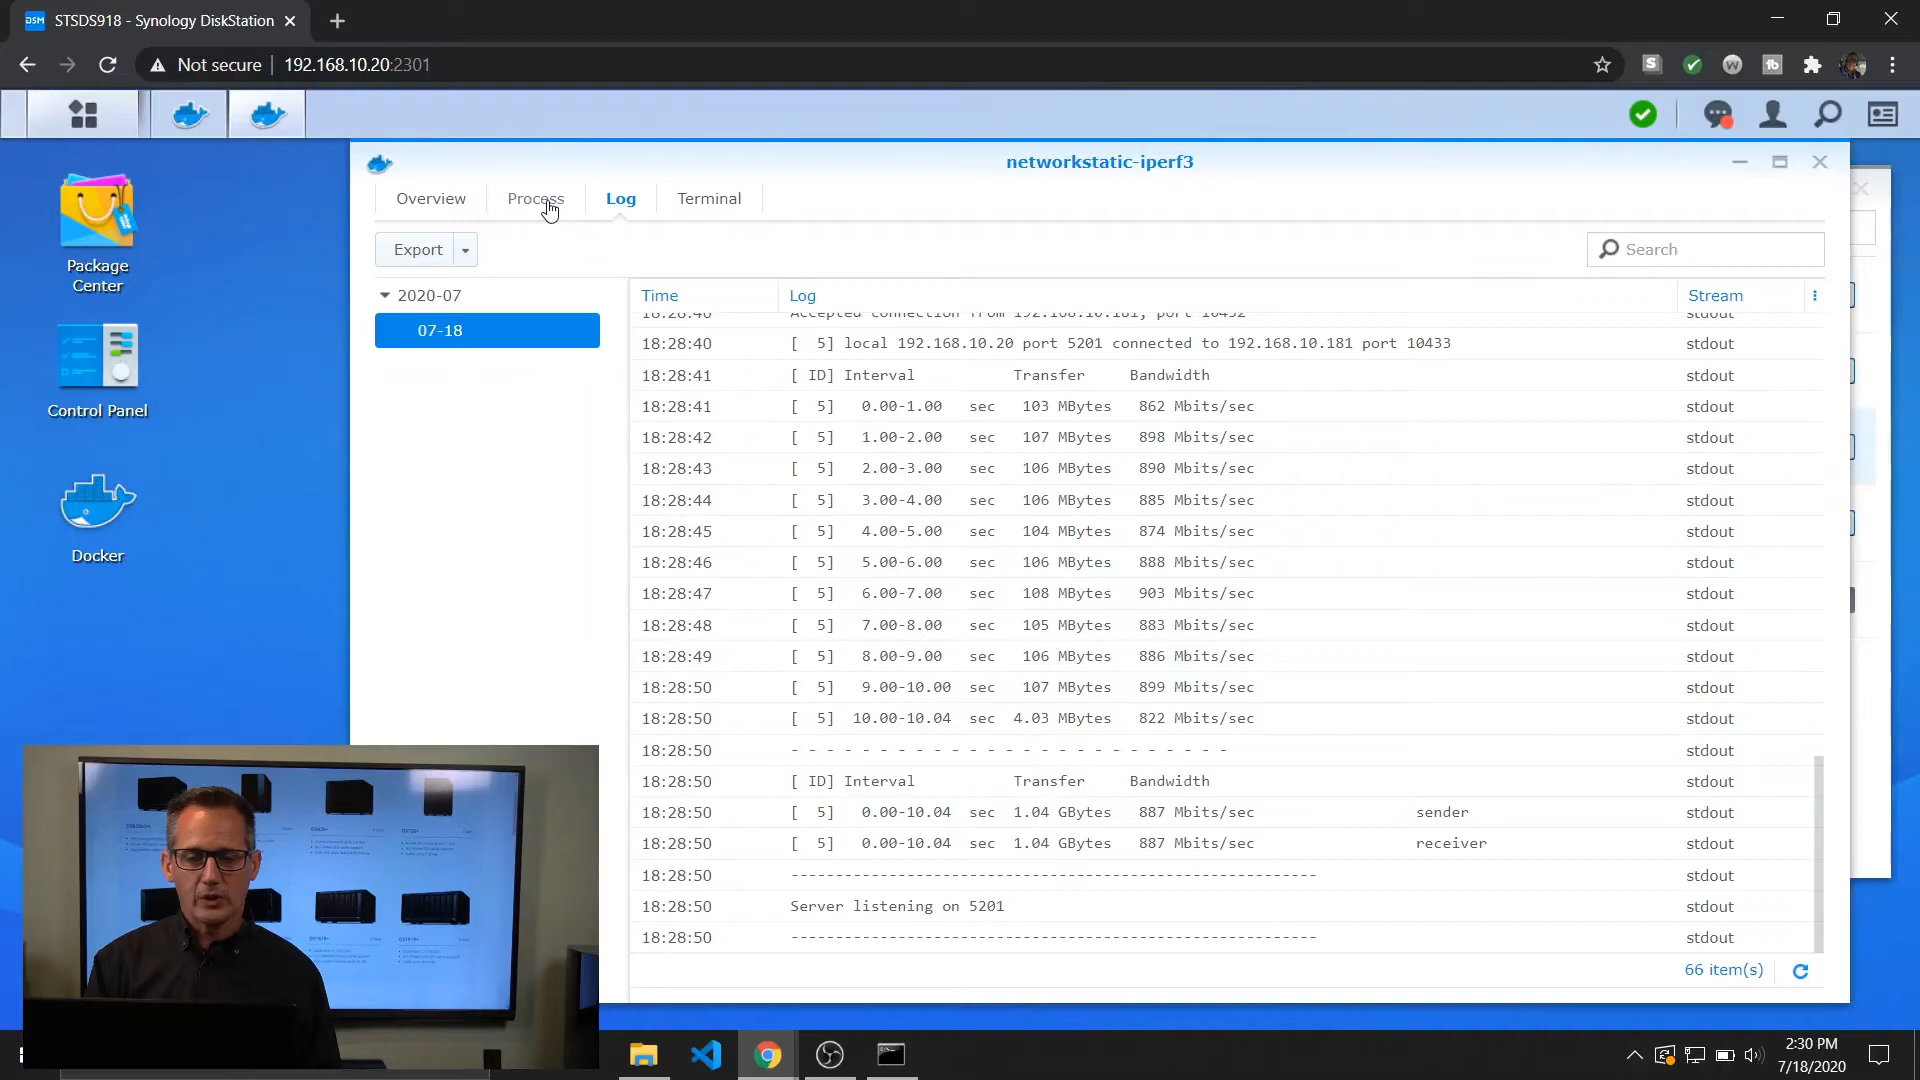 DSM STSDS918 - Synology DiskStation
Not secure 192.168.10.20:2301
networkstatic-iperf3
Overview Process Log Terminal
Export Search
2020-07
07-18
Time Log Stream
18:28:40 Accepted connection from 192.168.10.181, port 10432 stdout
18:28:40 [ 5] local 192.168.10.20 port 5201 connected to 192.168.10.181 port 10433 stdout
18:28:41 [ ID] Interval Transfer Bandwidth stdout
18:28:41 [ 5] 0.00-1.00 sec 103 MBytes 862 Mbits/sec stdout
18:28:42 [ 5] 1.00-2.00 sec 107 MBytes 898 Mbits/sec stdout
18:28:43 [ 5] 2.00-3.00 sec 106 MBytes 890 Mbits/sec stdout
18:28:44 [ 5] 3.00-4.00 sec 106 MBytes 885 Mbits/sec stdout
18:28:45 [ 5] 4.00-5.00 sec 104 MBytes 874 Mbits/sec stdout
18:28:46 [ 5] 5.00-6.00 sec 106 MBytes 888 Mbits/sec stdout
18:28:47 [ 5] 6.00-7.00 sec 108 MBytes 903 Mbits/sec stdout
18:28:48 [ 5] 7.00-8.00 sec 105 MBytes 883 Mbits/sec stdout
18:28:49 [ 5] 8.00-9.00 sec 106 MBytes 886 Mbits/sec stdout
18:28:50 [ 5] 9.00-10.00 sec 107 MBytes 899 Mbits/sec stdout
18:28:50 [ 5] 10.00-10.04 sec 4.03 MBytes 822 Mbits/sec stdout
18:28:50 - - - - - - - - - - - - - - - - - - - - - - - - - stdout
18:28:50 [ ID] Interval Transfer Bandwidth stdout
18:28:50 [ 5] 0.00-10.04 sec 1.04 GBytes 887 Mbits/sec sender stdout
18:28:50 [ 5] 0.00-10.04 sec 1.04 GBytes 887 Mbits/sec receiver stdout
18:28:50 ----------------------------------------------------------- stdout
18:28:50 Server listening on 5201 stdout
18:28:50 ----------------------------------------------------------- stdout
66 item(s)
Package
Center
Control Panel
Docker
2:30 PM
7/18/2020